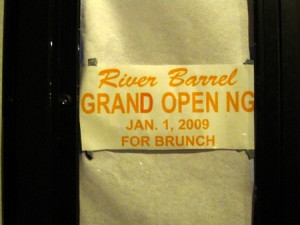 River Barrel
GRAND OPEN NG
JAN. 1, 2009
FOR BRUNCH